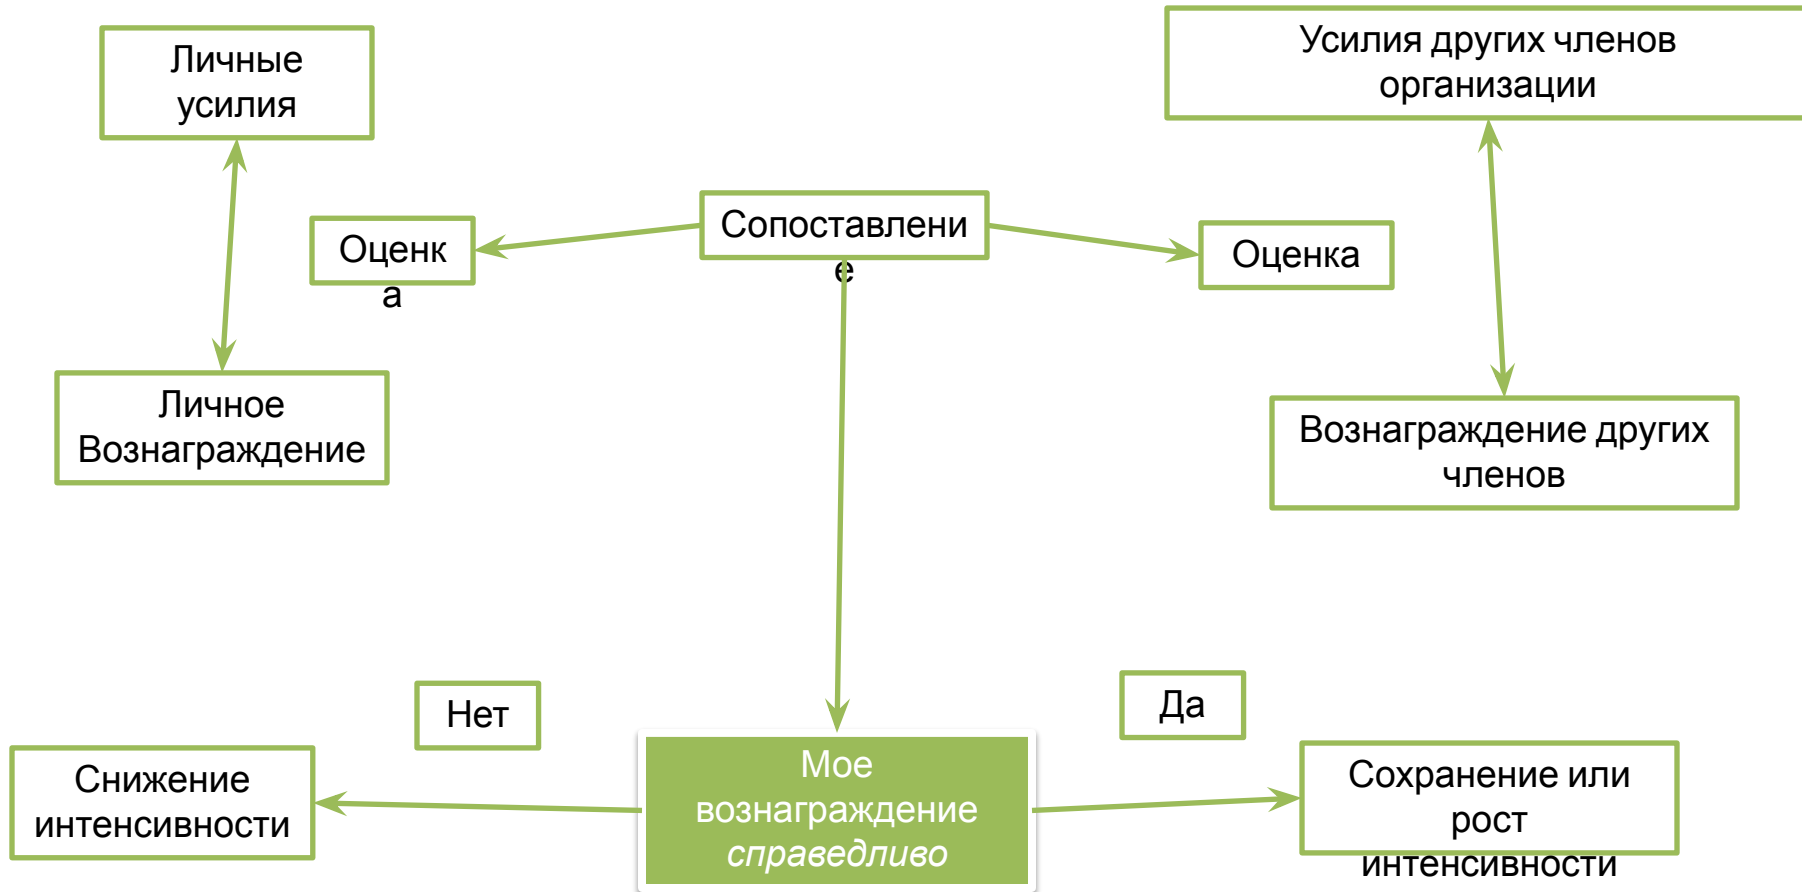 Личные
усилия
Усилия других членов
организации
Оценк
а
Сопоставлени
е
Оценка
Личное
Вознаграждение
Вознаграждение других
членов
Нет
Да
Снижение
интенсивности
Мое
вознаграждение
справедливо
Сохранение или
рост
интенсивности